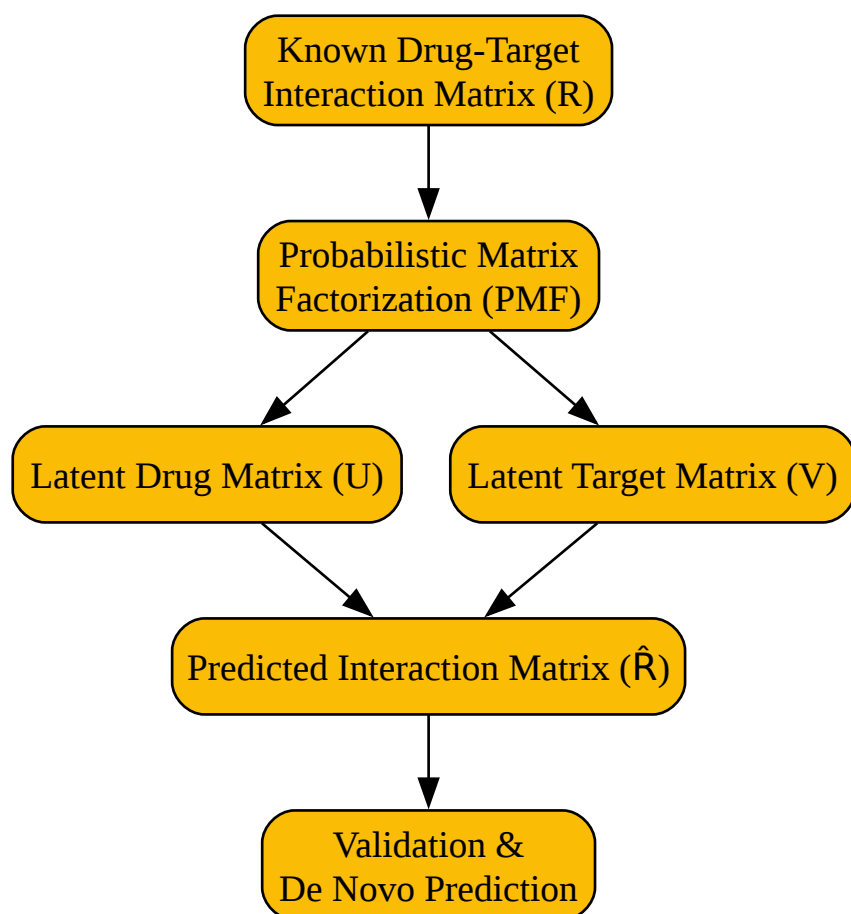 Known Drug-Target
Interaction Matrix (R)
Probabilistic Matrix
Factorization (PMF)
Latent Drug Matrix (U)
Latent Target Matrix (V)
Predicted Interaction Matrix (R̂)
Validation &
De Novo Prediction